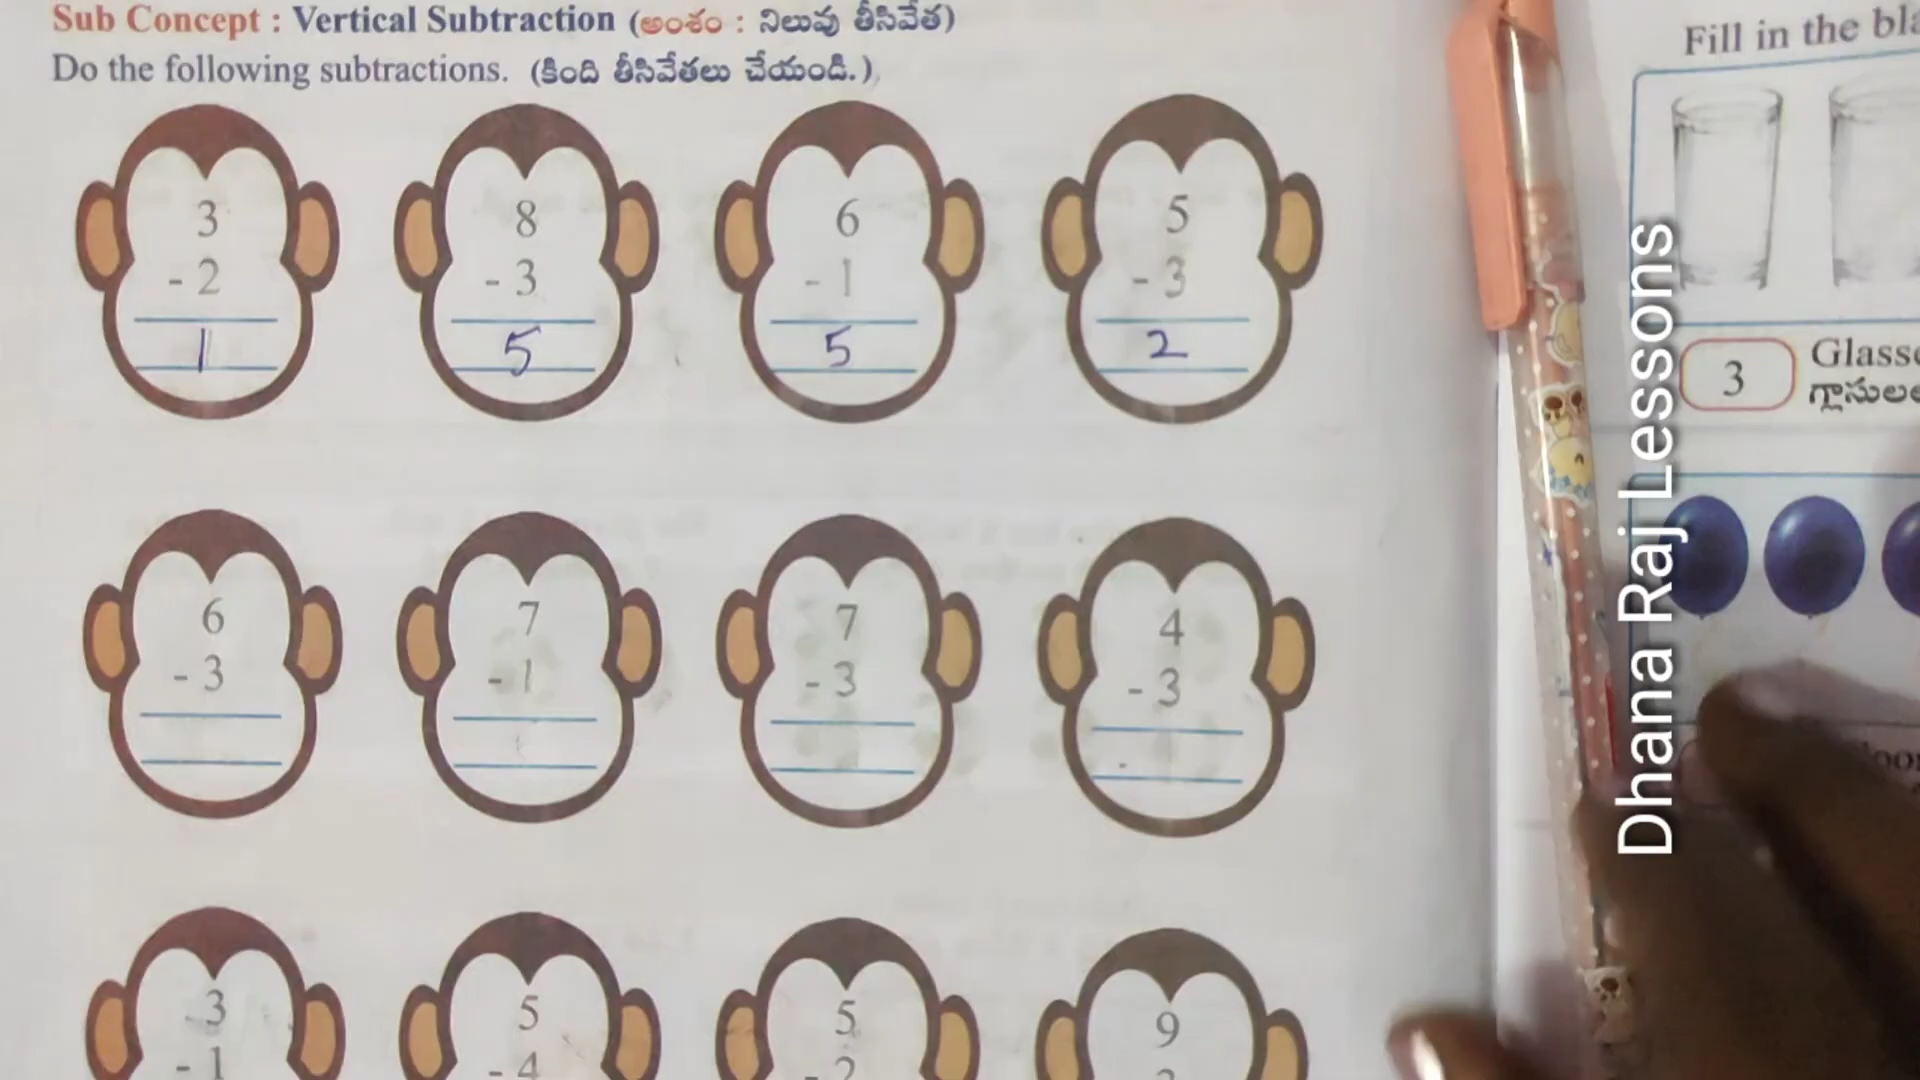 Sub Concept : Vertical Subtraction (అంశం : నిలువు తీసివేత)
Do the following subtractions. (కింది తీసివేతలు చేయండి.)
3 8 6 5
- 2 - 3 - 1 - 3
1 5 5 2
6 7 7 4
- 3 - 1 - 3 - 3
3 5 5 9
- 1 - 4 - 2
Fill in the
3
Dhana Raj Lessons